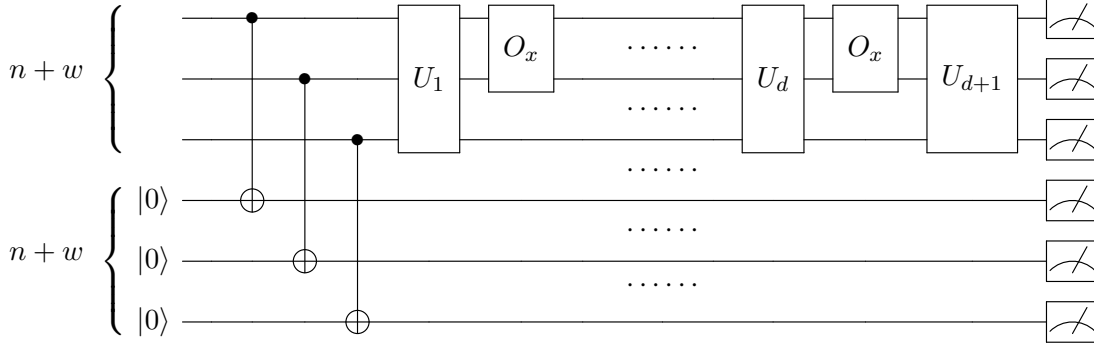 n + w
U_1
O_x
......
......
U_d
O_x
U_{d+1}
......
n + w
|0⟩
......
|0⟩
......
|0⟩